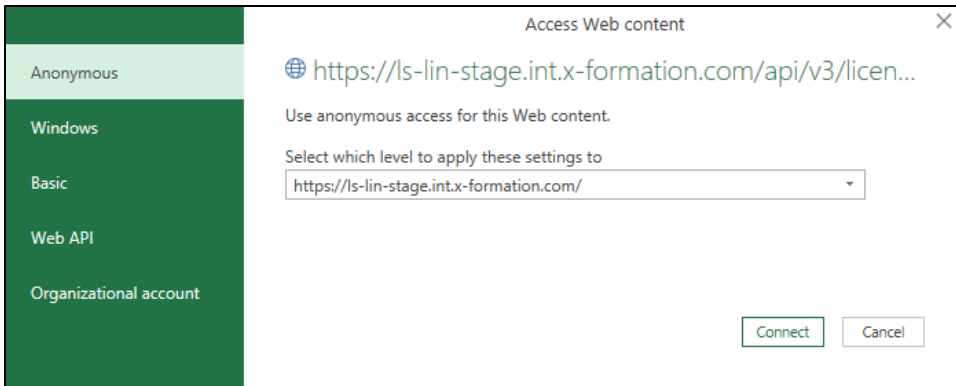 Access Web content
Anonymous
https://ls-lin-stage.int.x-formation.com/api/v3/licen...
Use anonymous access for this Web content.
Windows
Select which level to apply these settings to
https://ls-lin-stage.int.x-formation.com/
Basic
Web API
Organizational account
Connect
Cancel